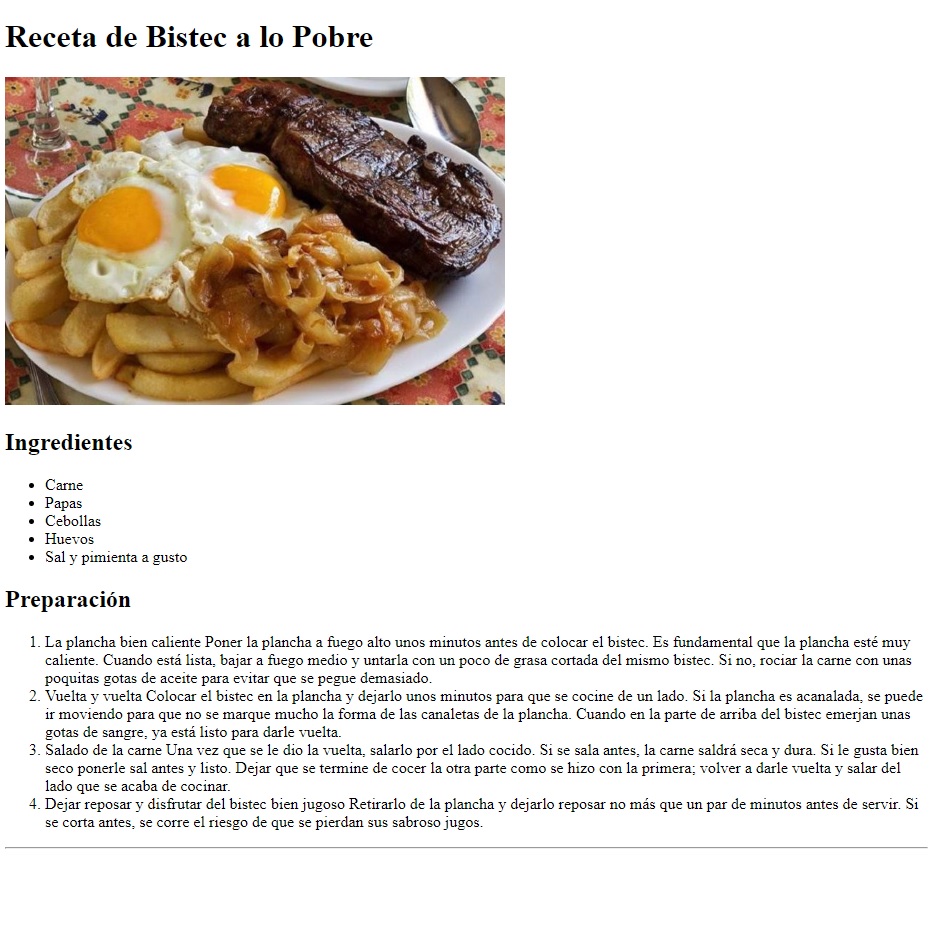 Receta de Bistec a lo Pobre
Ingredientes
• Carne
• Papas
• Cebollas
• Huevos
• Sal y pimienta a gusto
Preparación
1. La plancha bien caliente Poner la plancha a fuego alto unos minutos antes de colocar el bistec. Es fundamental que la plancha esté muy
caliente. Cuando está lista, bajar a fuego medio y untarla con un poco de grasa cortada del mismo bistec. Si no, rociar la carne con unas
poquitas gotas de aceite para evitar que se pegue demasiado.
2. Vuelta y vuelta Colocar el bistec en la plancha y dejarlo unos minutos para que se cocine de un lado. Si la plancha es acanalada, se puede
ir moviendo para que no se marque mucho la forma de las canaletas de la plancha. Cuando en la parte de arriba del bistec emerjan unas
gotas de sangre, ya está listo para darle vuelta.
3. Salado de la carne Una vez que se le dio la vuelta, salarlo por el lado cocido. Si se sala antes, la carne saldrá seca y dura. Si le gusta bien
seco ponerle sal antes y listo. Dejar que se termine de cocer la otra parte como se hizo con la primera; volver a darle vuelta y salar del
lado que se acaba de cocinar.
4. Dejar reposar y disfrutar del bistec bien jugoso Retirarlo de la plancha y dejarlo reposar no más que un par de minutos antes de servir. Si
se corta antes, se corre el riesgo de que se pierdan sus sabroso jugos.